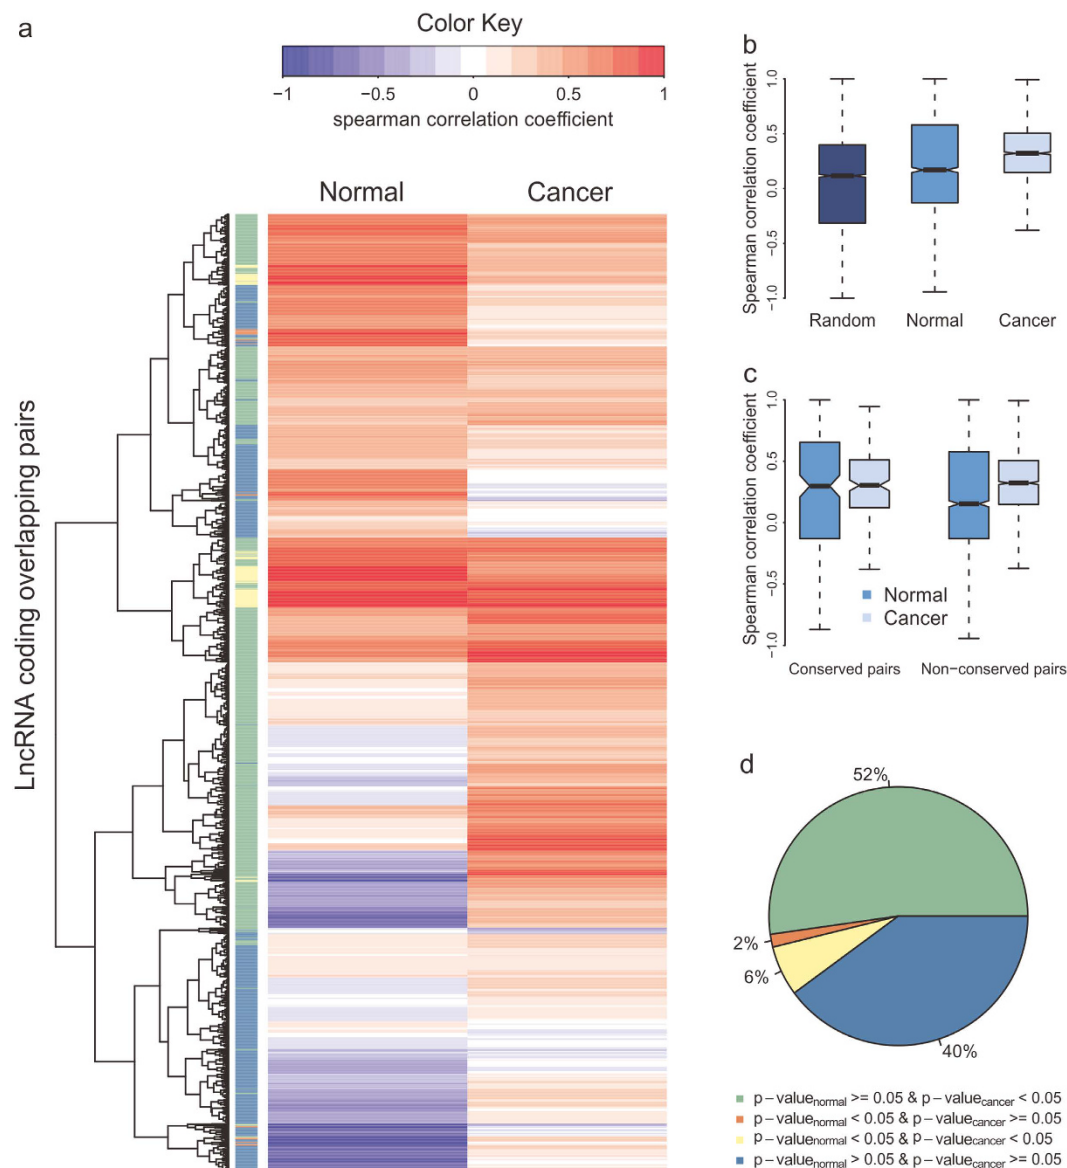 a
Color Key
−1 −0.5 0 0.5 1
spearman correlation coefficient
Normal Cancer
LncRNA coding overlapping pairs
b
Spearman correlation coefficient
1.0
0.5
0.0
−0.5
−1.0
Random Normal Cancer
c
Spearman correlation coefficient
1.0
0.5
0.0
−0.5
−1.0
Normal
Cancer
Conserved pairs Non−conserved pairs
d
52%
2%
6%
40%
p−valuenormal >= 0.05 & p−valuecancer < 0.05
p−valuenormal < 0.05 & p−valuecancer >= 0.05
p−valuenormal < 0.05 & p−valuecancer < 0.05
p−valuenormal > 0.05 & p−valuecancer >= 0.05